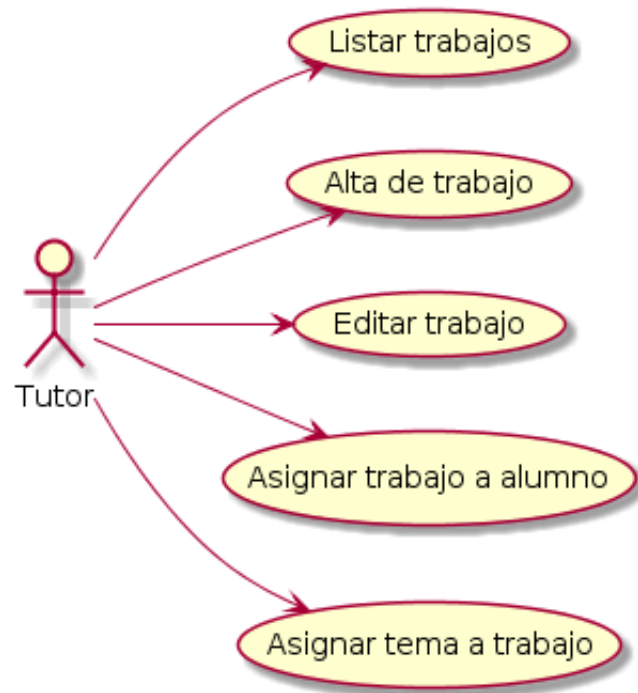 Listar trabajos
Alta de trabajo
Editar trabajo
Tutor
Asignar trabajo a alumno
Asignar tema a trabajo